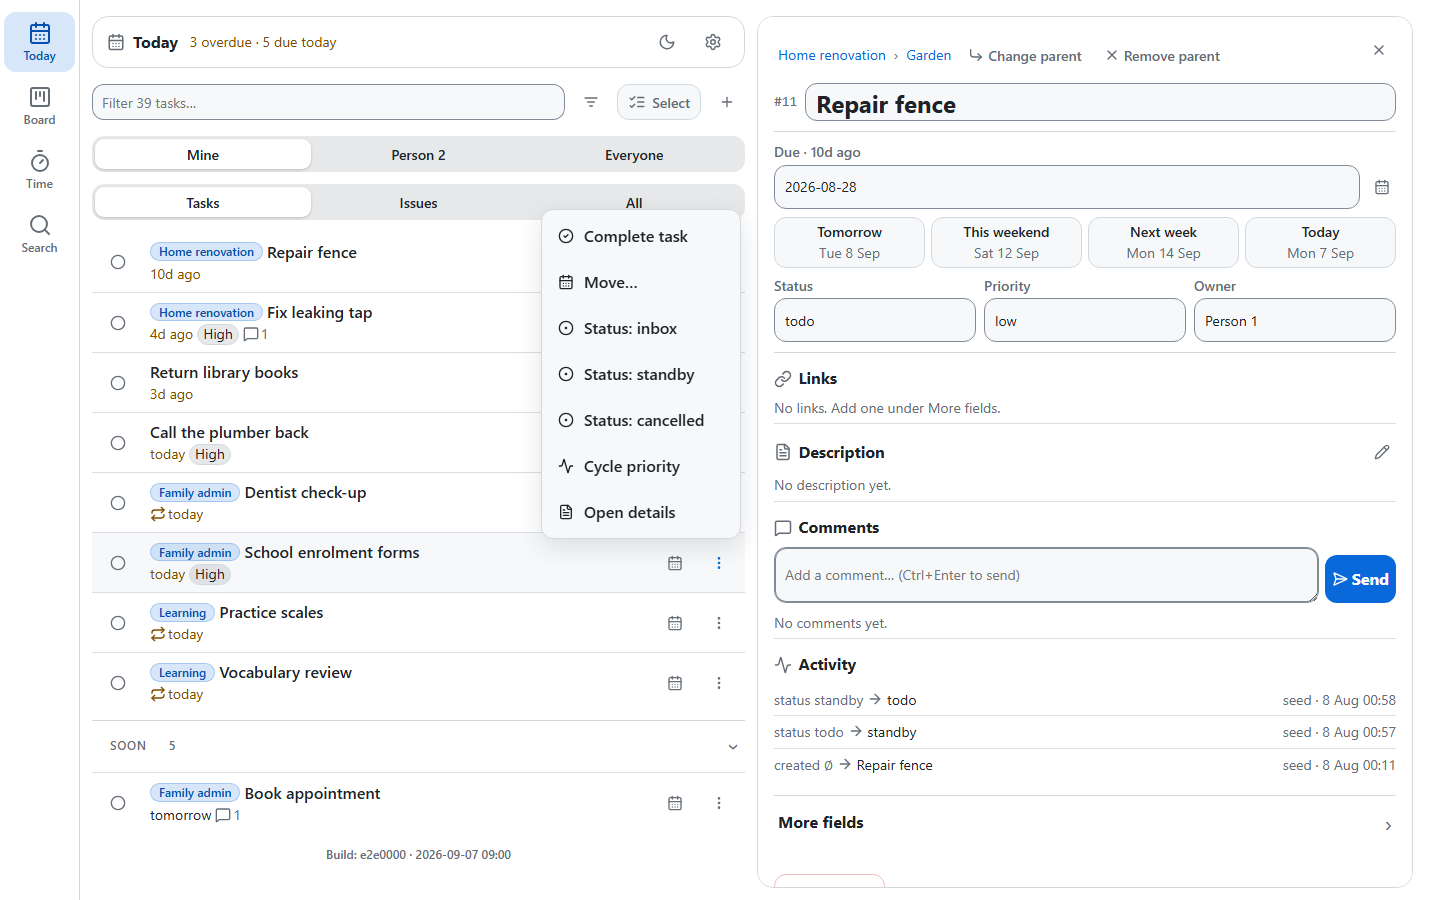 Today
Board
Time
Search
Today 3 overdue · 5 due today
Filter 39 tasks...
Select
Mine Person 2 Everyone
Tasks Issues All
Home renovation Repair fence
10d ago
Home renovation Fix leaking tap
4d ago High 1
Return library books
3d ago
Call the plumber back
today High
Family admin Dentist check-up
today
Family admin School enrolment forms
today High
Learning Practice scales
today
Learning Vocabulary review
today
SOON 5
Family admin Book appointment
tomorrow 1
Build: e2e0000 · 2026-09-07 09:00
Complete task
Move...
Status: inbox
Status: standby
Status: cancelled
Cycle priority
Open details
Home renovation › Garden Change parent Remove parent
#11 Repair fence
Due · 10d ago
2026-08-28
Tomorrow This weekend Next week Today
Tue 8 Sep Sat 12 Sep Mon 14 Sep Mon 7 Sep
Status Priority Owner
todo low Person 1
Links
No links. Add one under More fields.
Description
No description yet.
Comments
Add a comment... (Ctrl+Enter to send)
Send
No comments yet.
Activity
status standby → todo seed · 8 Aug 00:58
status todo → standby seed · 8 Aug 00:57
created ∅ → Repair fence seed · 8 Aug 00:11
More fields